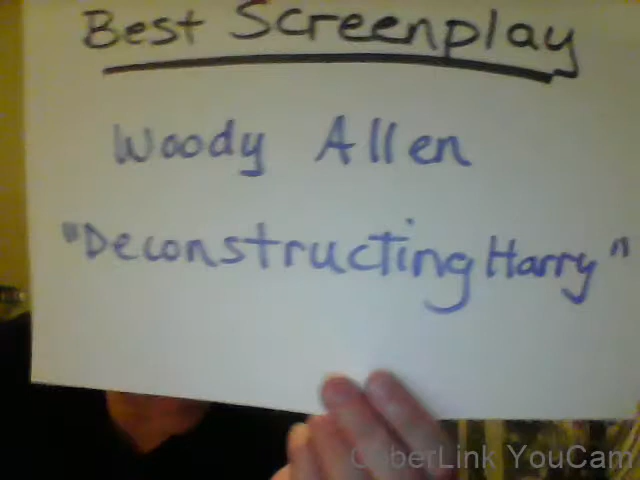 Best Screenplay
Woody Allen
"Deconstructing Harry"
CyberLink YouCam